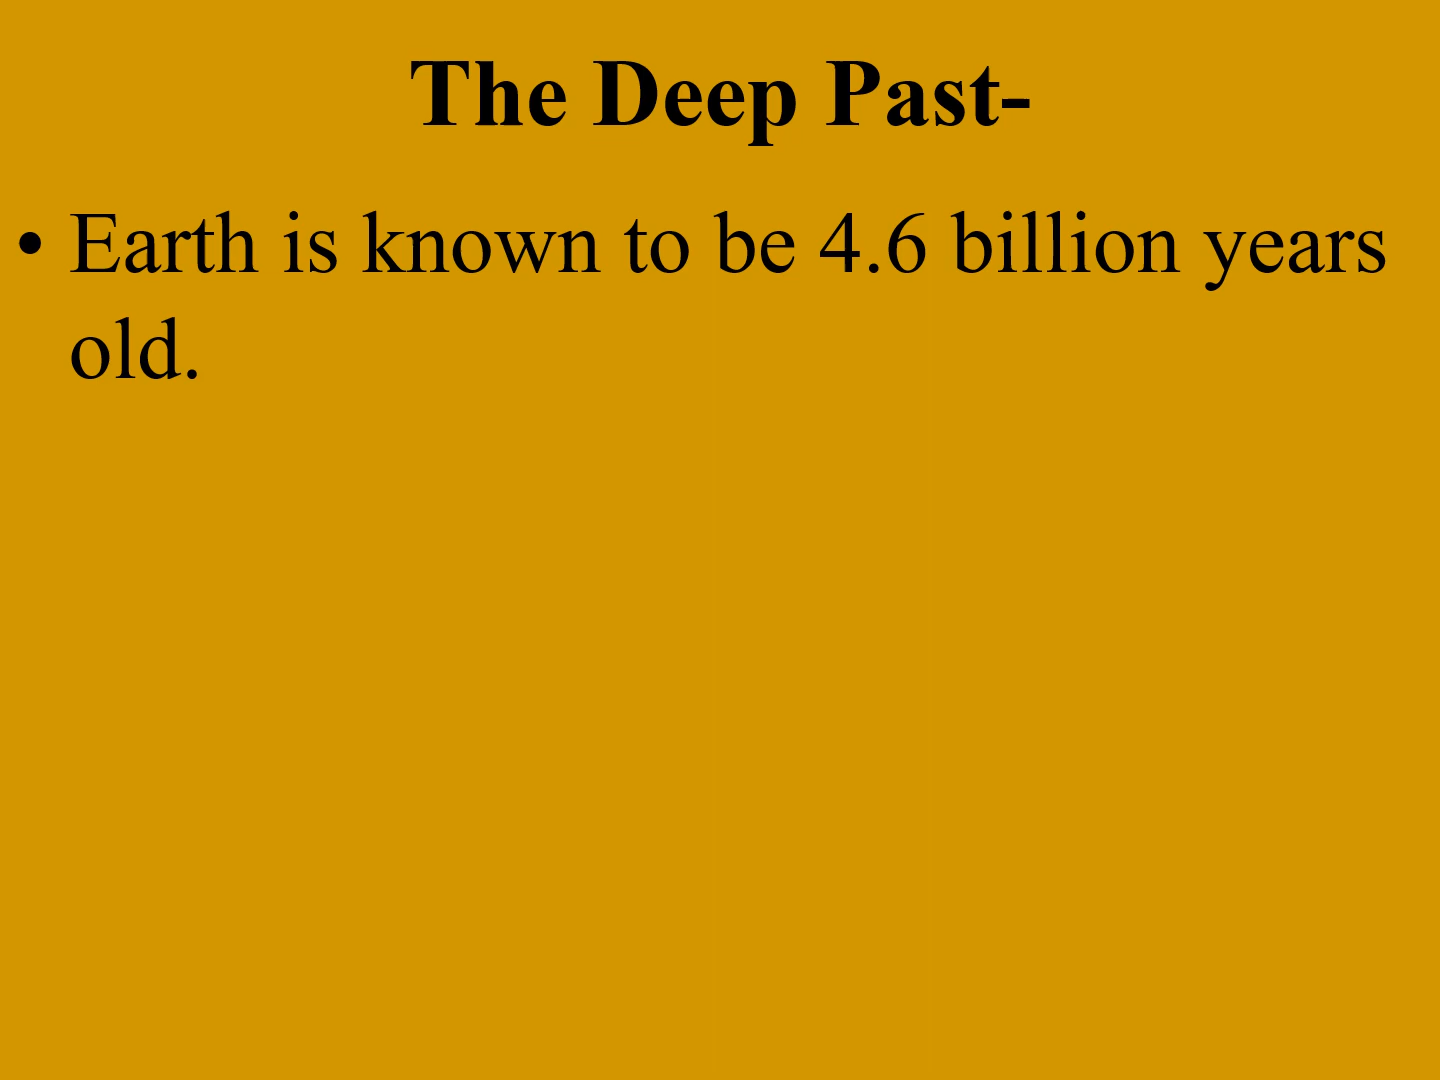 The Deep Past-
• Earth is known to be 4.6 billion years
old.